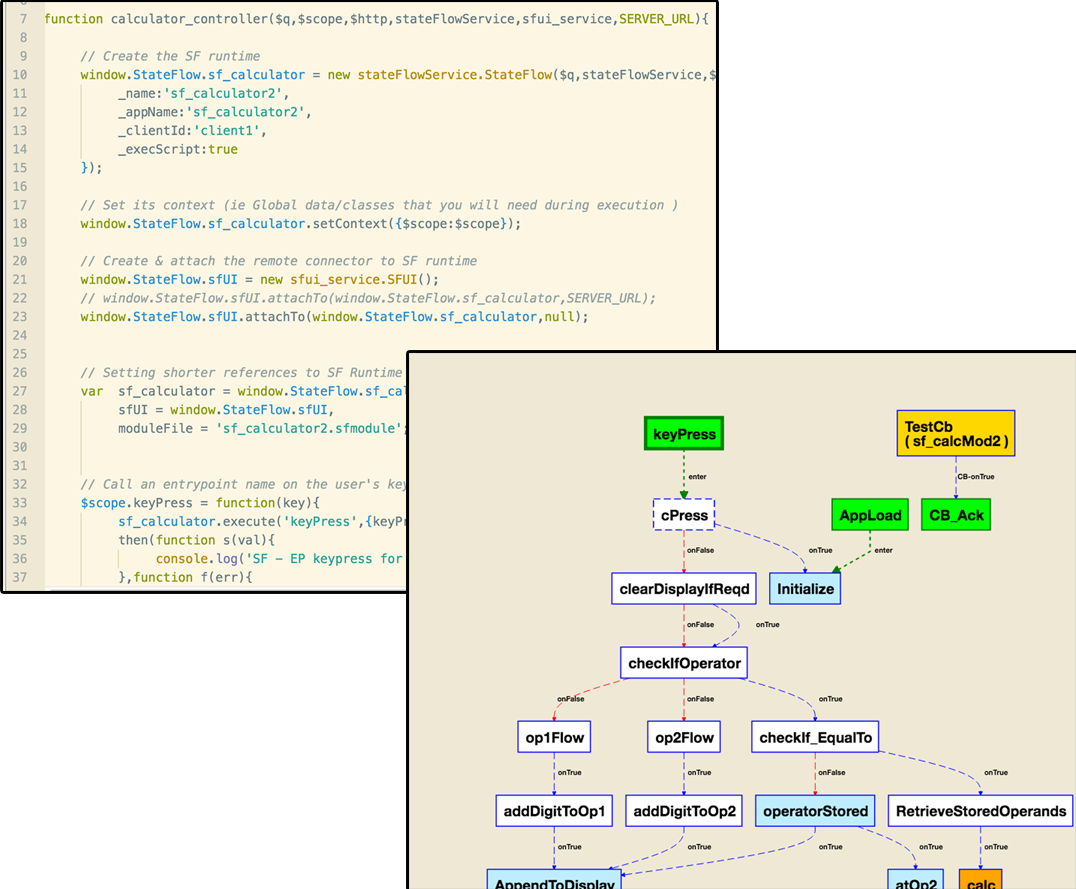 7 function calculator_controller($q,$scope,$http,stateFlowService,sfui_service,SERVER_URL){
8
9 // Create the SF runtime
10 window.StateFlow.sf_calculator = new stateFlowService.StateFlow($q,stateFlowService,$
11 _name:'sf_calculator2',
12 _appName:'sf_calculator2',
13 _clientId:'client1',
14 _execScript:true
15 });
16
17 // Set its context (ie Global data/classes that you will need during execution )
18 window.StateFlow.sf_calculator.setContext({$scope:$scope});
19
20 // Create & attach the remote connector to SF runtime
21 window.StateFlow.sfUI = new sfui_service.SFUI();
22 // window.StateFlow.sfUI.attachTo(window.StateFlow.sf_calculator,SERVER_URL);
23 window.StateFlow.sfUI.attachTo(window.StateFlow.sf_calculator,null);
24
25
26 // Setting shorter references to SF Runtime
27 var sf_calculator = window.StateFlow.sf_cal
28 sfUI = window.StateFlow.sfUI,
29 moduleFile = 'sf_calculator2.sfmodule';
30
31
32 // Call an entrypoint name on the user's key
33 $scope.keyPress = function(key){
34 sf_calculator.execute('keyPress',{keyPr
35 then(function s(val){
36 console.log('SF – EP keypress for
37 },function f(err){
keyPress
TestCb
( sf_calcMod2 )
enter
CB-onTrue
cPress
AppLoad
CB_Ack
onFalse
onTrue
enter
clearDisplayIfReqd
Initialize
onFalse
onTrue
checkIfOperator
onFalse
onFalse
onTrue
op1Flow
op2Flow
checkIf_EqualTo
onTrue
onTrue
onFalse
onTrue
addDigitToOp1
addDigitToOp2
operatorStored
RetrieveStoredOperands
onTrue
onTrue
onTrue
onTrue
onTrue
AppendToDisplay
atOp2
calc